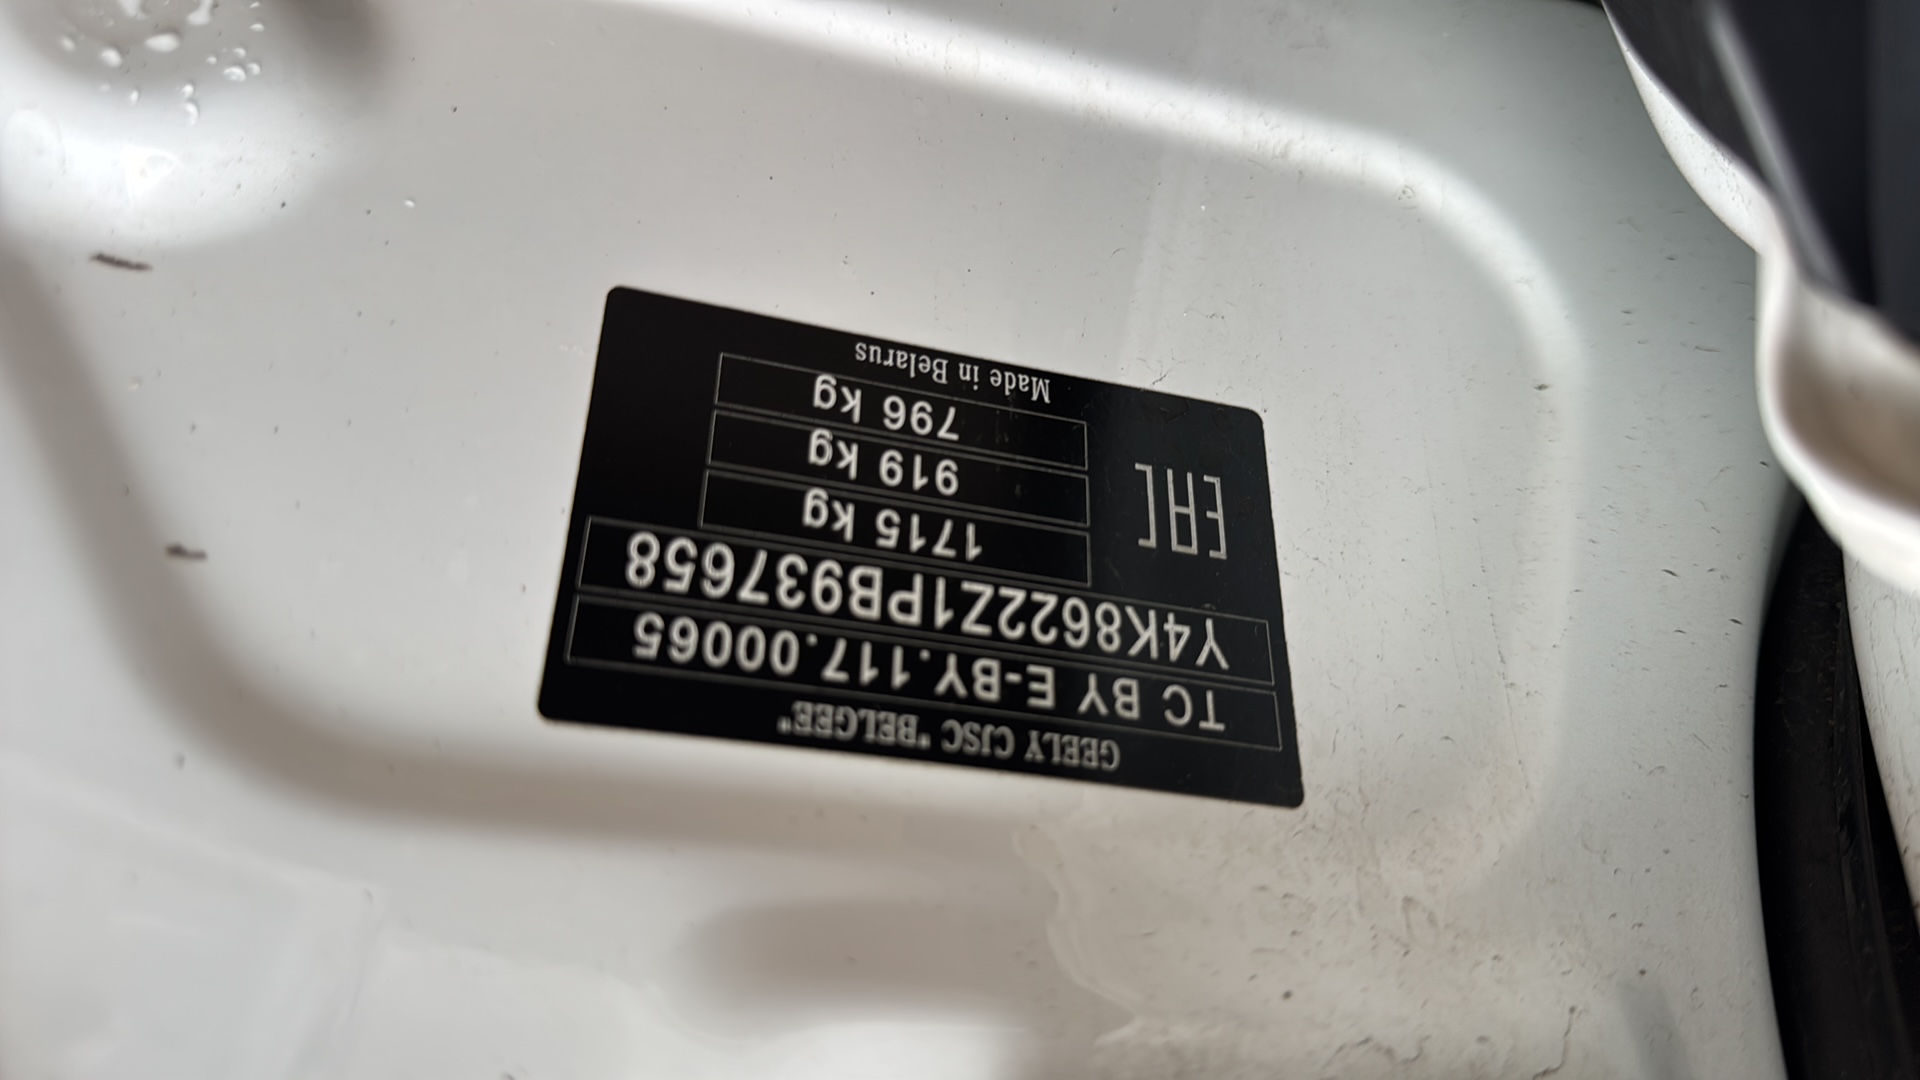 GEELY CJSC "BELGEE"
TC BY E-BY.117.00065
Y4K8622Z1PB937658
1715 kg
919 kg
796 kg
EAC
Made in Belarus